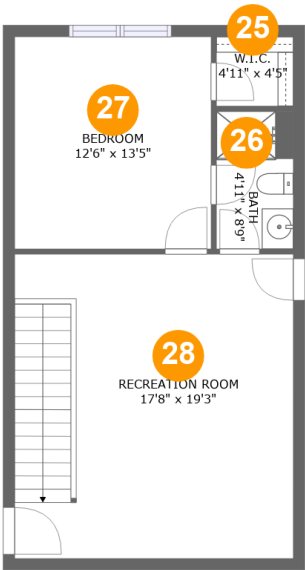 25
W.I.C.
4'11" x 4'5"
27
BEDROOM
12'6" x 13'5"
26
BATH
4'11" x 8'9"
28
RECREATION ROOM
17'8" x 19'3"